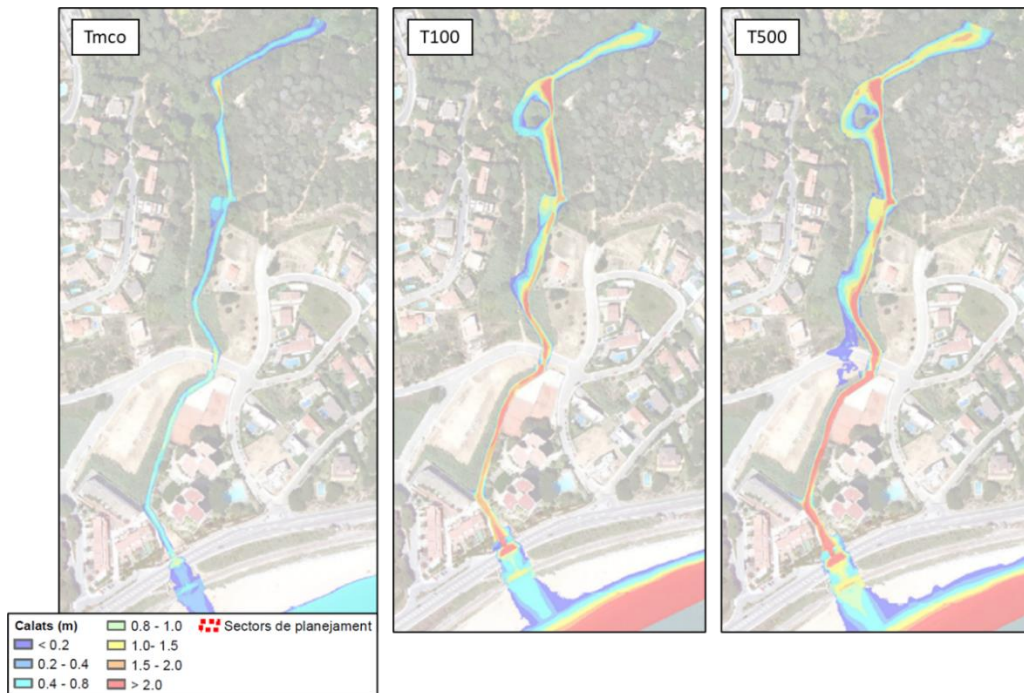 Tmco
T100
T500
Calats (m)
< 0.2
0.2 - 0.4
0.4 - 0.8
0.8 - 1.0
1.0- 1.5
1.5 - 2.0
> 2.0
Sectors de planejament